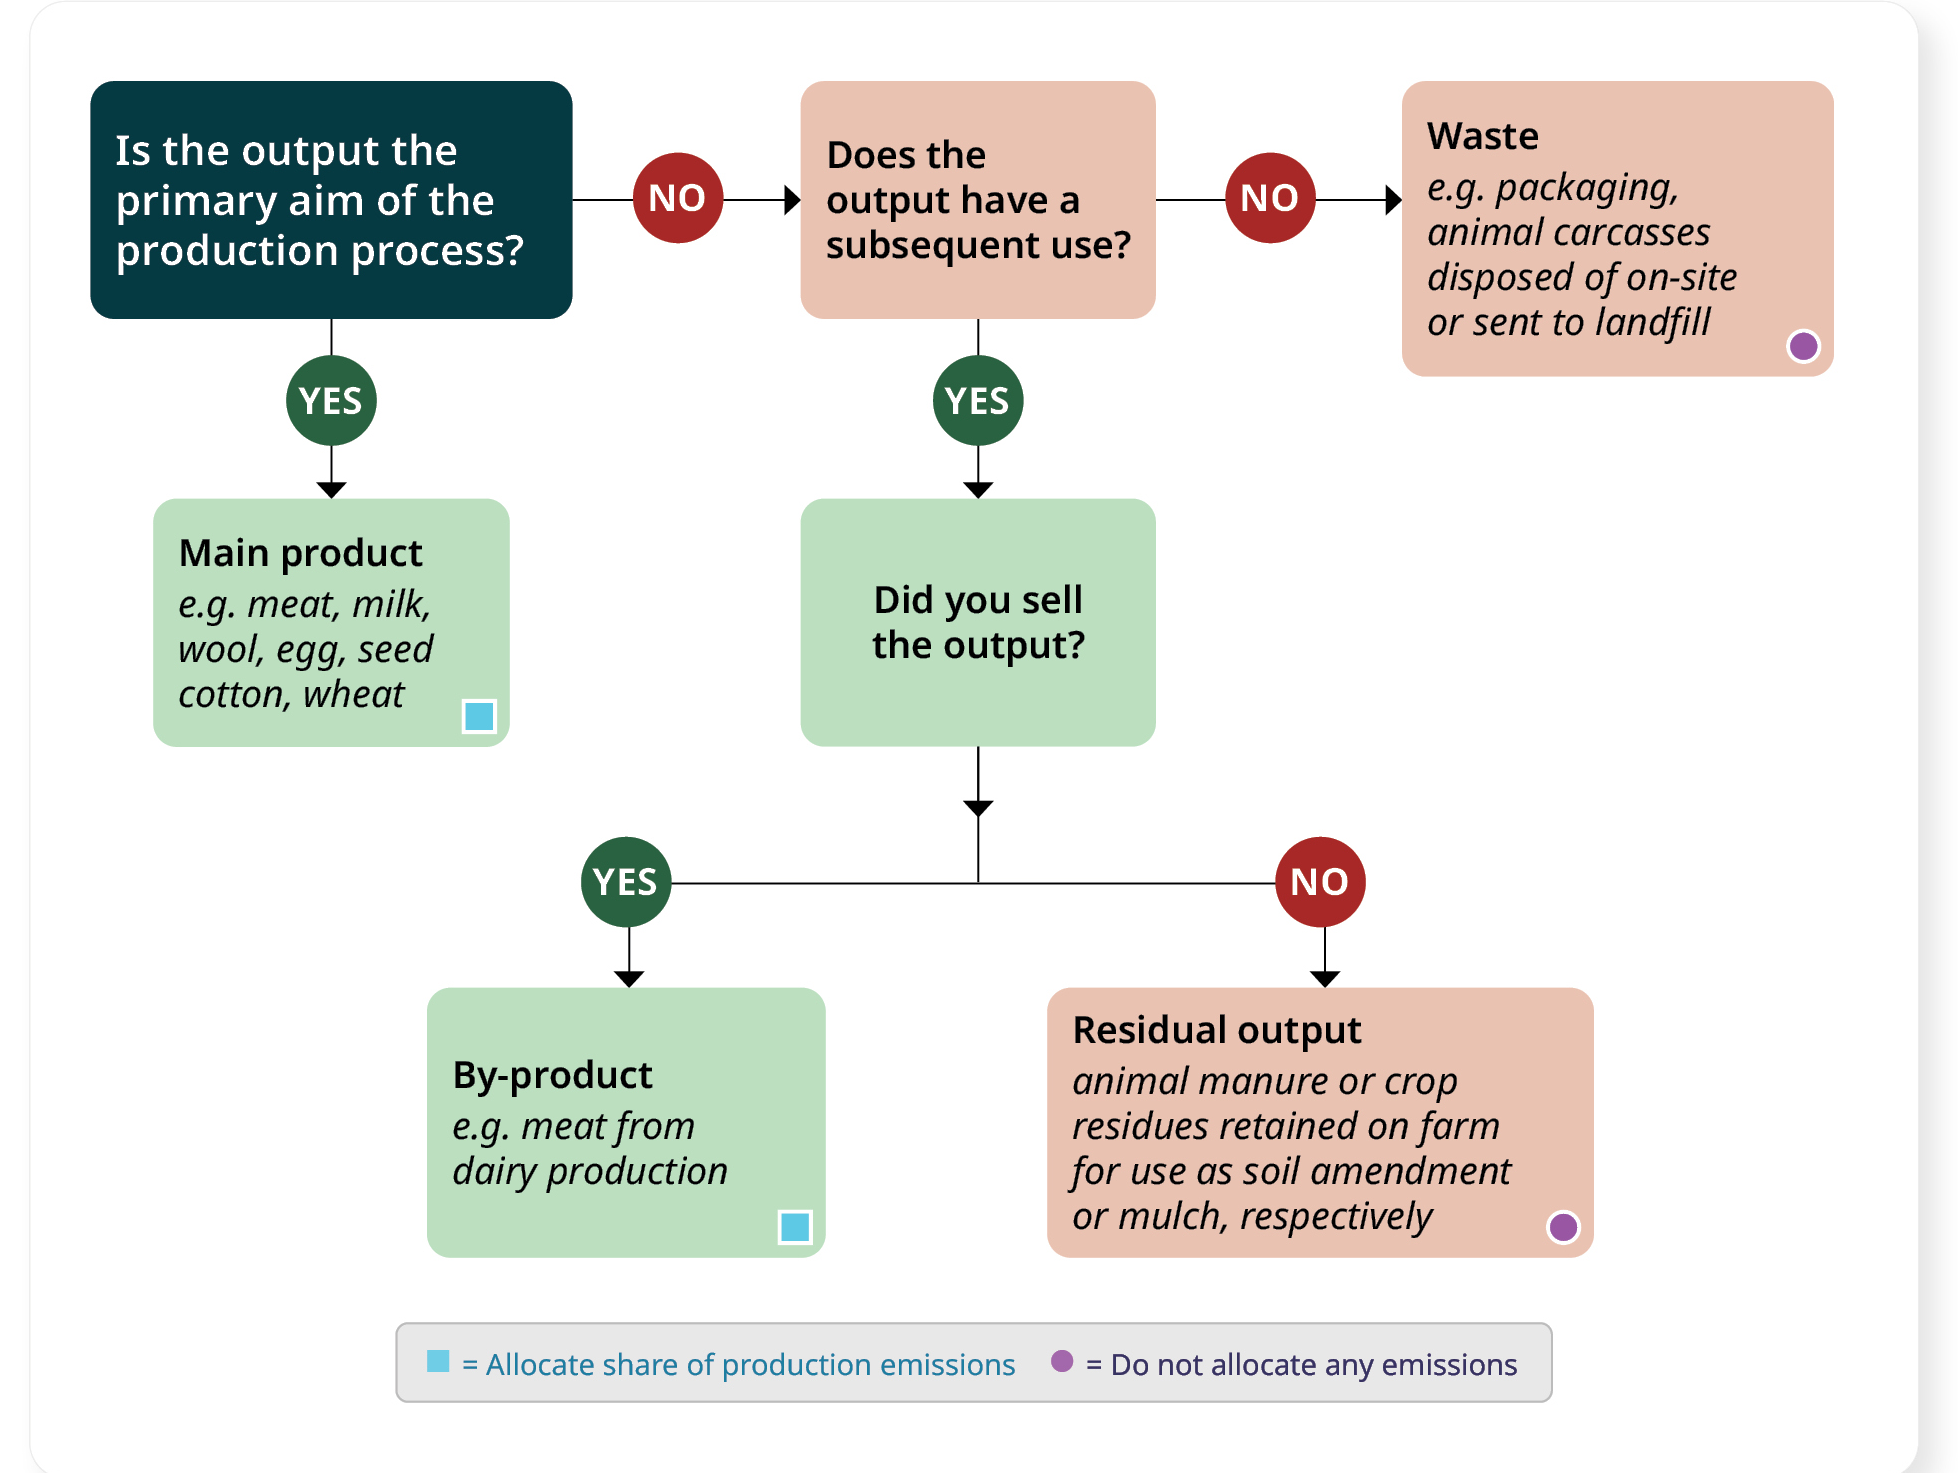 Is the output the
primary aim of the
production process?
NO
Does the
output have a
subsequent use?
NO
Waste
e.g. packaging,
animal carcasses
disposed of on-site
or sent to landfill
YES
YES
Main product
e.g. meat, milk,
wool, egg, seed
cotton, wheat
Did you sell
the output?
YES
NO
By-product
e.g. meat from
dairy production
Residual output
animal manure or crop
residues retained on farm
for use as soil amendment
or mulch, respectively
= Allocate share of production emissions
= Do not allocate any emissions